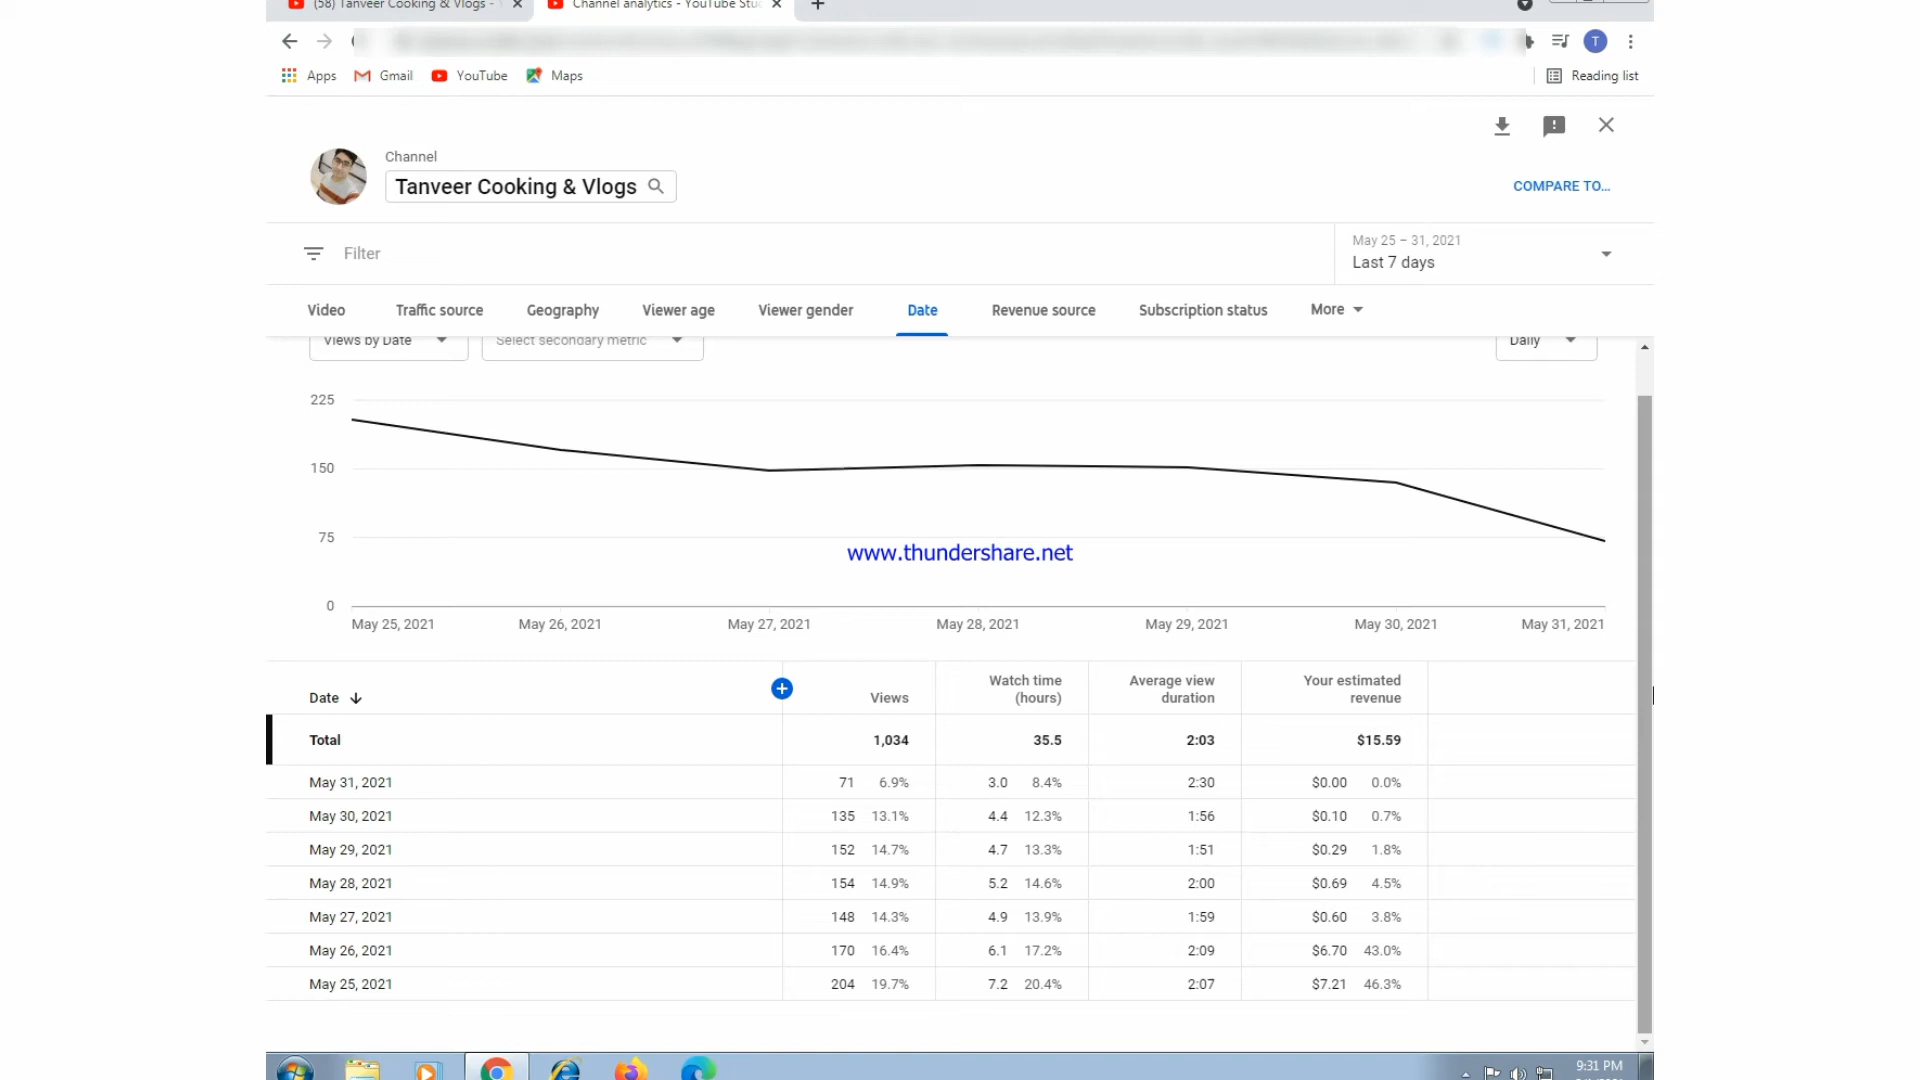 (58) Tanveer Cooking & Vlogs -
Channel analytics - YouTube Stu
T
Apps
Gmail
YouTube
Maps
Reading list
Channel
Tanveer Cooking & Vlogs
COMPARE TO...
Filter
May 25 – 31, 2021
Last 7 days
Video Traffic source Geography Viewer age Viewer gender Date Revenue source Subscription status More
Views by Date
Select secondary metric
Daily
225
150
75
0
www.thundershare.net
May 25, 2021 May 26, 2021 May 27, 2021 May 28, 2021 May 29, 2021 May 30, 2021 May 31, 2021
Date Views Watch time (hours) Average view duration Your estimated revenue
Total 1,034 35.5 2:03 $15.59
May 31, 2021 71 6.9% 3.0 8.4% 2:30 $0.00 0.0%
May 30, 2021 135 13.1% 4.4 12.3% 1:56 $0.10 0.7%
May 29, 2021 152 14.7% 4.7 13.3% 1:51 $0.29 1.8%
May 28, 2021 154 14.9% 5.2 14.6% 2:00 $0.69 4.5%
May 27, 2021 148 14.3% 4.9 13.9% 1:59 $0.60 3.8%
May 26, 2021 170 16.4% 6.1 17.2% 2:09 $6.70 43.0%
May 25, 2021 204 19.7% 7.2 20.4% 2:07 $7.21 46.3%
9:31 PM